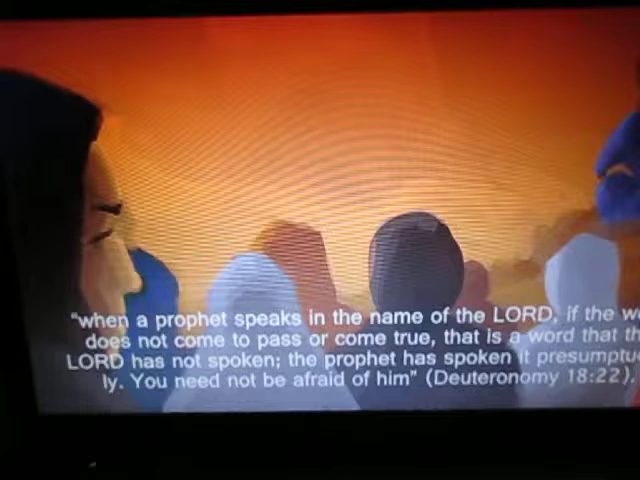 "when a prophet speaks in the name of the LORD, if the
does not come to pass or come true, that is a word that
LORD has not spoken; the prophet has spoken it
ly. You need not be afraid of him" (Deuteronomy 18:22).